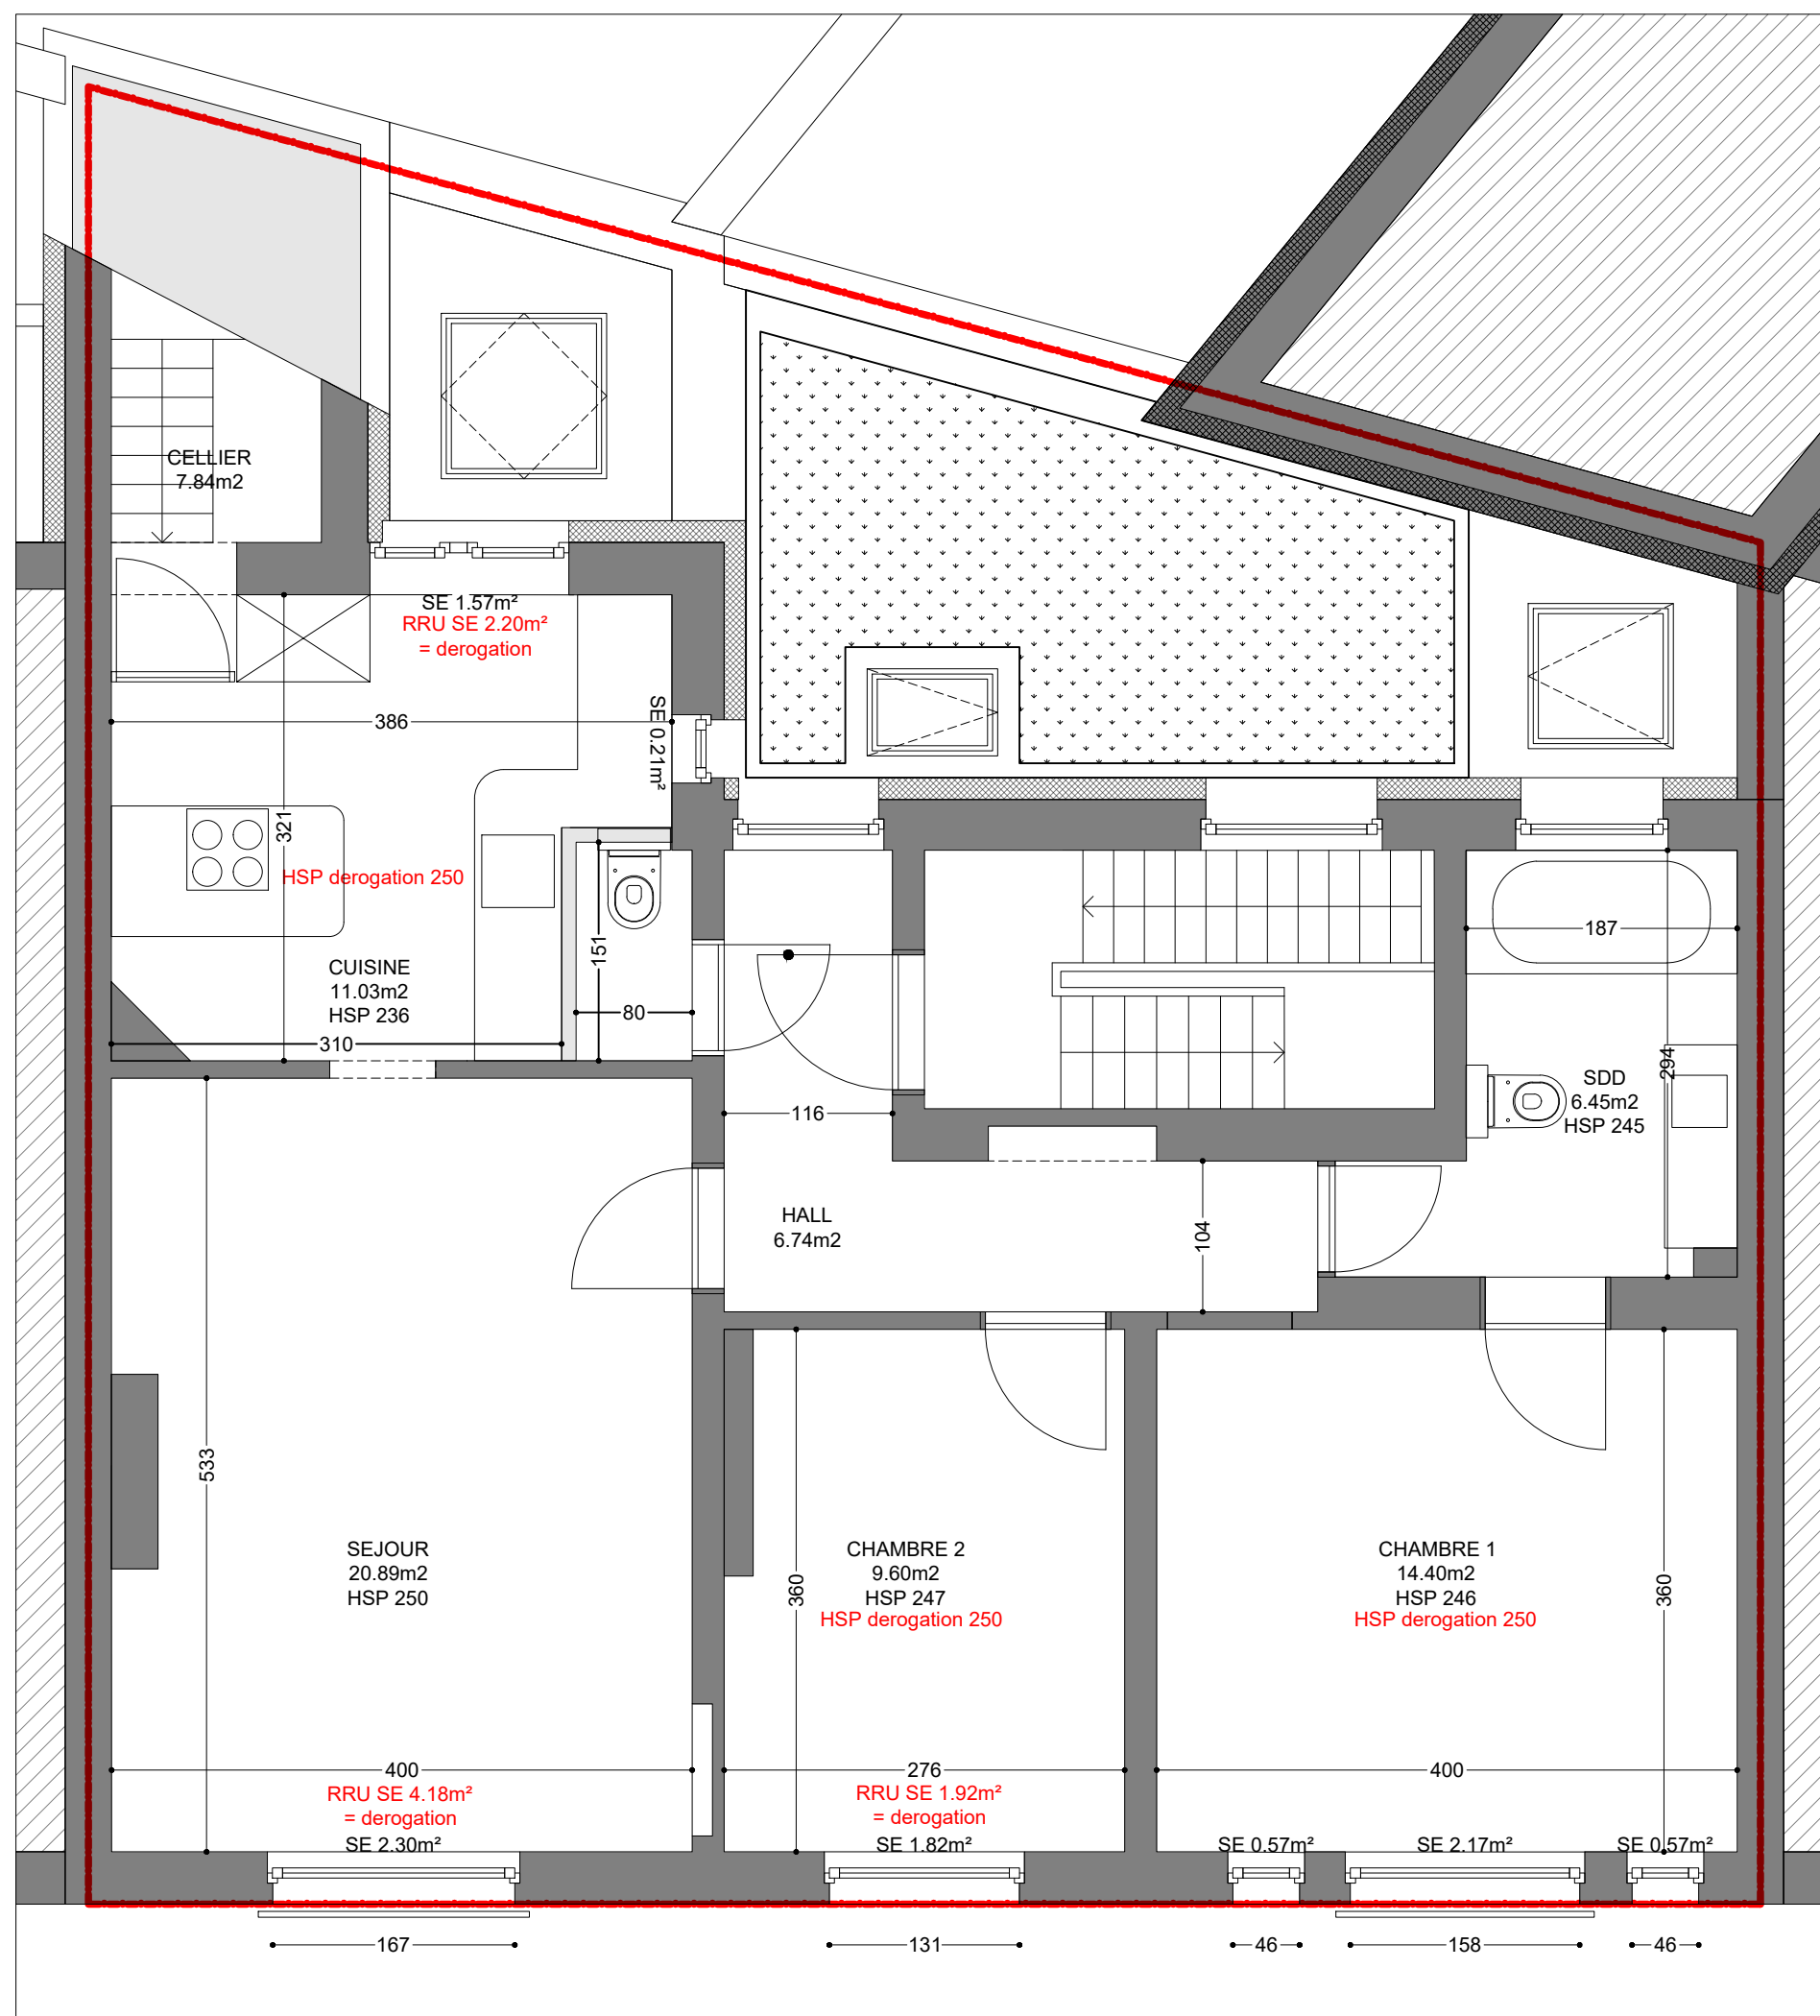 CELLIER
7.84m2
SE 1.57m²
RRU SE 2.20m²
= derogation
SE 0.21m²
386
321
HSP derogation 250
151
187
CUISINE
11.03m2
HSP 236
80
310
294
SDD
6.45m2
HSP 245
116
HALL
6.74m2
104
533
SEJOUR
20.89m2
HSP 250
CHAMBRE 2
9.60m2
HSP 247
HSP derogation 250
360
CHAMBRE 1
14.40m2
HSP 246
HSP derogation 250
360
400
276
400
RRU SE 4.18m²
= derogation
RRU SE 1.92m²
= derogation
SE 2.30m²
SE 1.82m²
SE 0.57m²
SE 2.17m²
SE 0.57m²
167
131
46
158
46